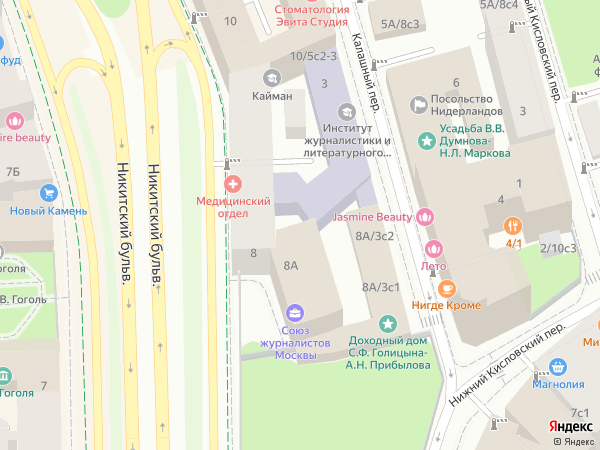 Стоматология
Эвита Студия
10
5А/8с3
5А/8с4
Кисловский пер.
10/5с2-3
Кайман
3
Калашный пер.
6
Посольство
Нидерландов
3
Институт
журналистики и
литературного...
Усадьба В.В.
Думнова-
Н.Л. Маркова
ire beauty
7Б
Новый Камень
Никитский бульв.
Никитский бульв.
Медицинский
отдел
1
4
Jasmine Beauty
4/1
2/10с3
8
8А
8А/3с2
Лето
8А/3с1
Нигде Кроме
В. Гоголь
Союз
журналистов
Москвы
Доходный дом
С.Ф. Голицына-
А.Н. Прибылова
Нижний Кисловский пер.
7
Гоголя
Магнолия
7с1
Яндекс
© Яндекс